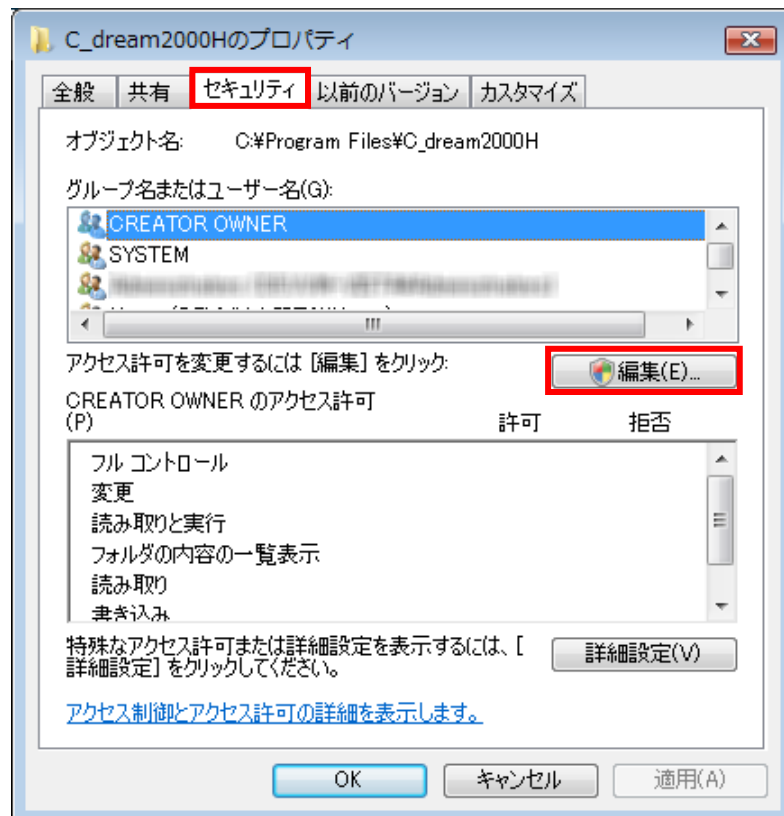 C_dream2000Hのプロパティ
全般 共有 セキュリティ 以前のバージョン カスタマイズ
オブジェクト名: C:¥Program Files¥C_dream2000H
グループ名またはユーザー名(G):
CREATOR OWNER
SYSTEM
アクセス許可を変更するには [編集] をクリック:
編集(E)...
CREATOR OWNER のアクセス許可
(P) 許可 拒否
フル コントロール
変更
読み取りと実行
フォルダの内容の一覧表示
読み取り
書き込み
特殊なアクセス許可または詳細設定を表示するには、[
詳細設定] をクリックしてください。
詳細設定(V)
アクセス制御とアクセス許可の詳細を表示します。
OK キャンセル 適用(A)